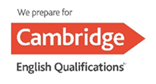 We prepare for
Cambridge
English Qualifications